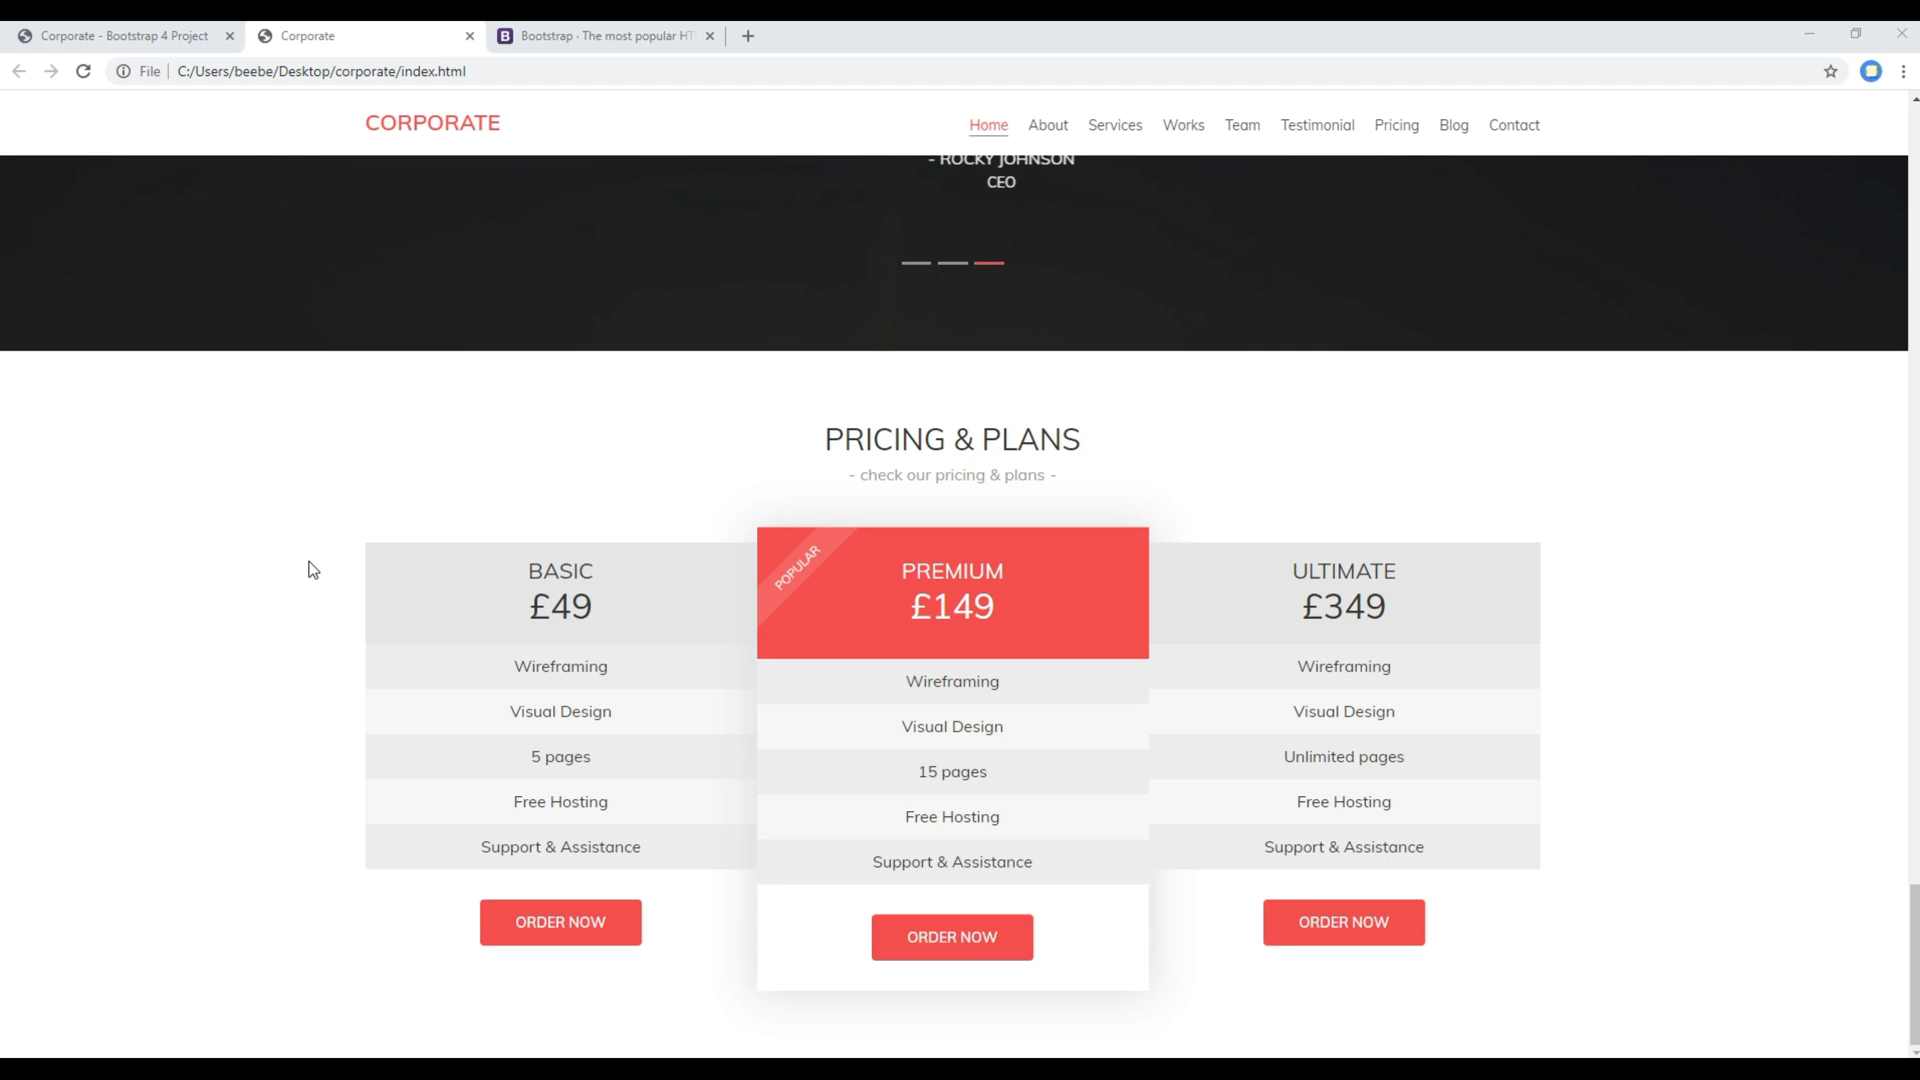 Corporate - Bootstrap 4 Project
Corporate
Bootstrap · The most popular HT
File
C:/Users/beebe/Desktop/corporate/index.html
CORPORATE
Home About Services Works Team Testimonial Pricing Blog Contact
- ROCKY JOHNSON
CEO
PRICING & PLANS
- check our pricing & plans -
BASIC
£49
Wireframing
Visual Design
5 pages
Free Hosting
Support & Assistance
ORDER NOW
POPULAR
PREMIUM
£149
Wireframing
Visual Design
15 pages
Free Hosting
Support & Assistance
ORDER NOW
ULTIMATE
£349
Wireframing
Visual Design
Unlimited pages
Free Hosting
Support & Assistance
ORDER NOW